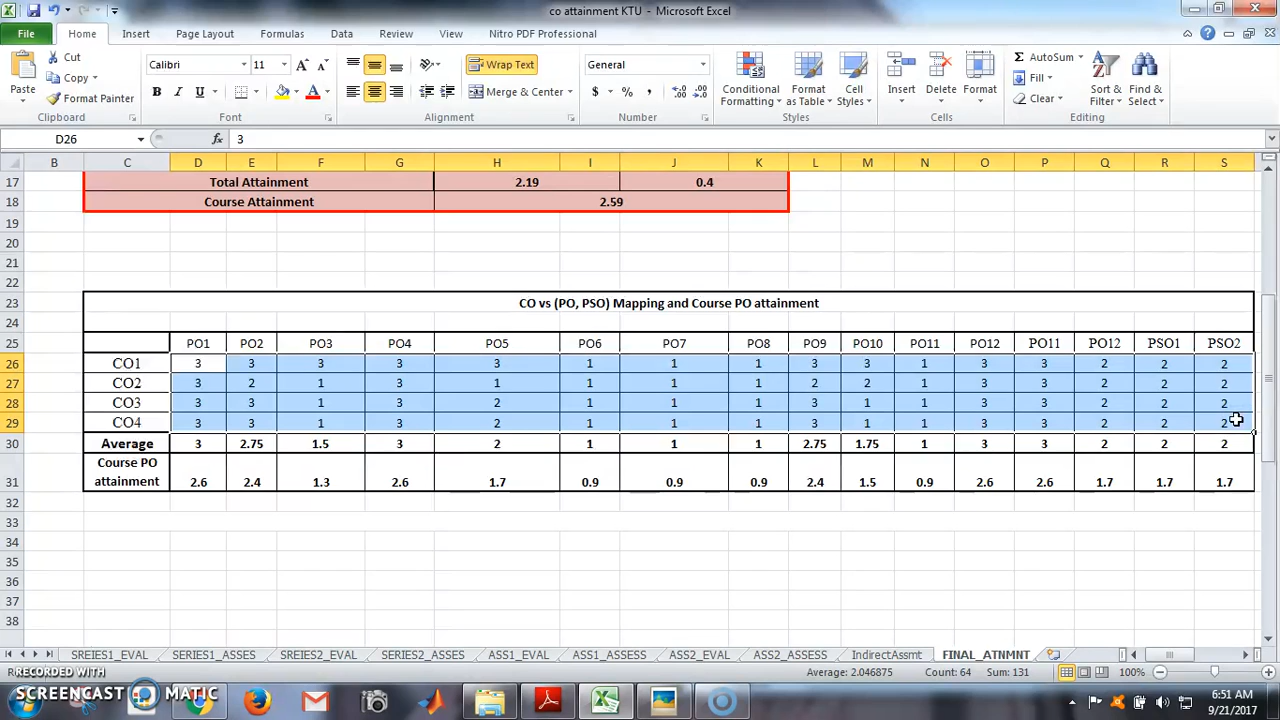 co attainment KTU - Microsoft Excel
File Home Insert Page Layout Formulas Data Review View Nitro PDF Professional
Cut
Copy
Format Painter
Paste
Calibri 11
B I U
Wrap Text
Merge & Center
General
$ % ,
Conditional Formatting
Format as Table
Cell Styles
Insert Delete Format
Σ AutoSum
Fill
Clear
Sort & Filter
Find & Select
Clipboard Font Alignment Number Styles Cells Editing
D26 fx 3
B C D E F G H I J K L M N O P Q R S
17 Total Attainment 2.19 0.4
18 Course Attainment 2.59
19
20
21
22
23 CO vs (PO, PSO) Mapping and Course PO attainment
24
25 PO1 PO2 PO3 PO4 PO5 PO6 PO7 PO8 PO9 PO10 PO11 PO12 PO11 PO12 PSO1 PSO2
26 CO1 3 3 3 3 3 1 1 1 3 3 1 3 3 2 2 2
27 CO2 3 2 1 3 1 1 1 1 2 2 1 3 3 2 2 2
28 CO3 3 3 1 3 2 1 1 1 3 1 1 3 3 2 2 2
29 CO4 3 3 1 3 2 1 1 1 3 1 1 3 3 2 2 2
30 Average 3 2.75 1.5 3 2 1 1 1 2.75 1.75 1 3 3 2 2 2
31 Course PO attainment 2.6 2.4 1.3 2.6 1.7 0.9 0.9 0.9 2.4 1.5 0.9 2.6 2.6 1.7 1.7 1.7
32
33
34
35
36
37
38
SREIES1_EVAL SERIES1_ASSES SREIES2_EVAL SERIES2_ASSES ASS1_EVAL ASS1_ASSESS ASS2_EVAL ASS2_ASSESS IndirectAssmt FINAL_ATNMNT
Average: 2.046875 Count: 64 Sum: 131 100%
RECORDED WITH
SCREENCAST MATIC
6:51 AM
9/21/2017